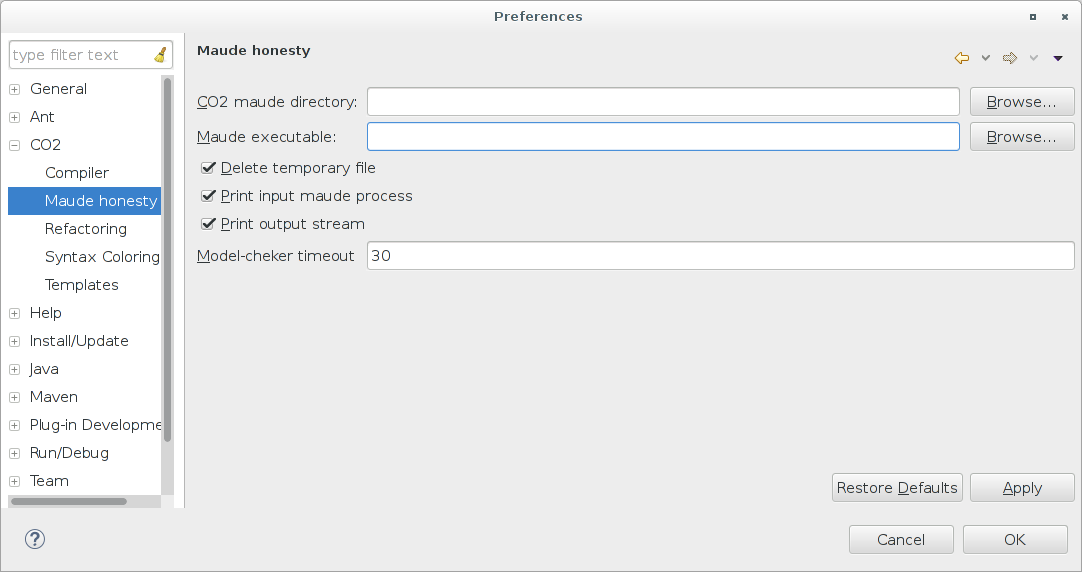 Preferences
type filter text
General
Ant
CO2
Compiler
Maude honesty
Refactoring
Syntax Coloring
Templates
Help
Install/Update
Java
Maven
Plug-in Developme
Run/Debug
Team
Maude honesty
CO2 maude directory:
Browse...
Maude executable:
Browse...
Delete temporary file
Print input maude process
Print output stream
Model-cheker timeout 30
Restore Defaults
Apply
?
Cancel
OK